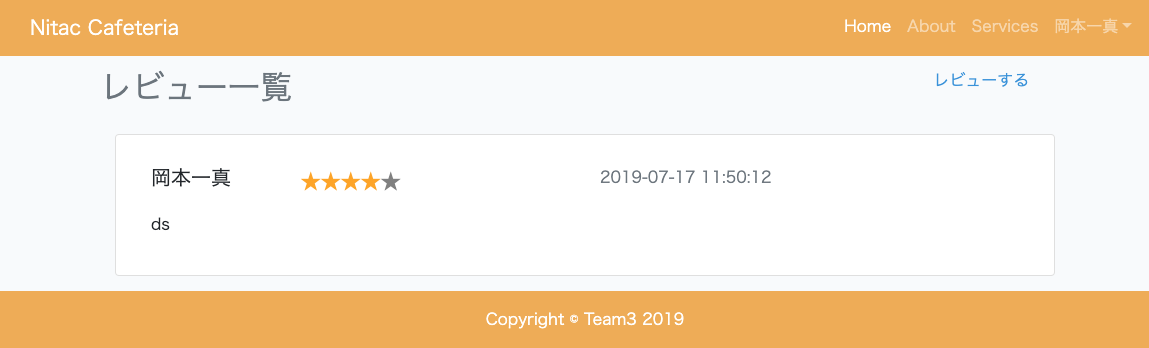 Nitac Cafeteria Home About Services 岡本一真
レビュー一覧 レビューする
岡本一真 ★★★★★ 2019-07-17 11:50:12
ds
Copyright © Team3 2019